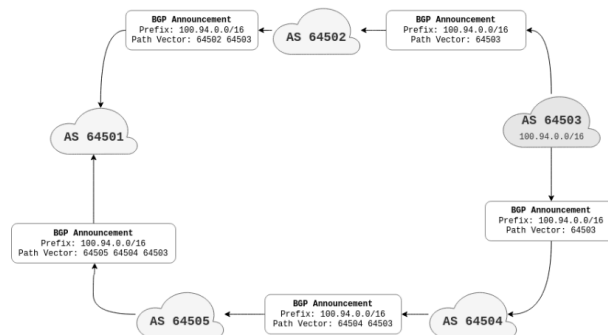 BGP Announcement
Prefix: 100.94.0.0/16
Path Vector: 64502 64503
AS 64502
BGP Announcement
Prefix: 100.94.0.0/16
Path Vector: 64503
AS 64501
AS 64503
100.94.0.0/16
BGP Announcement
Prefix: 100.94.0.0/16
Path Vector: 64503
BGP Announcement
Prefix: 100.94.0.0/16
Path Vector: 64505 64504 64503
AS 64505
BGP Announcement
Prefix: 100.94.0.0/16
Path Vector: 64504 64503
AS 64504